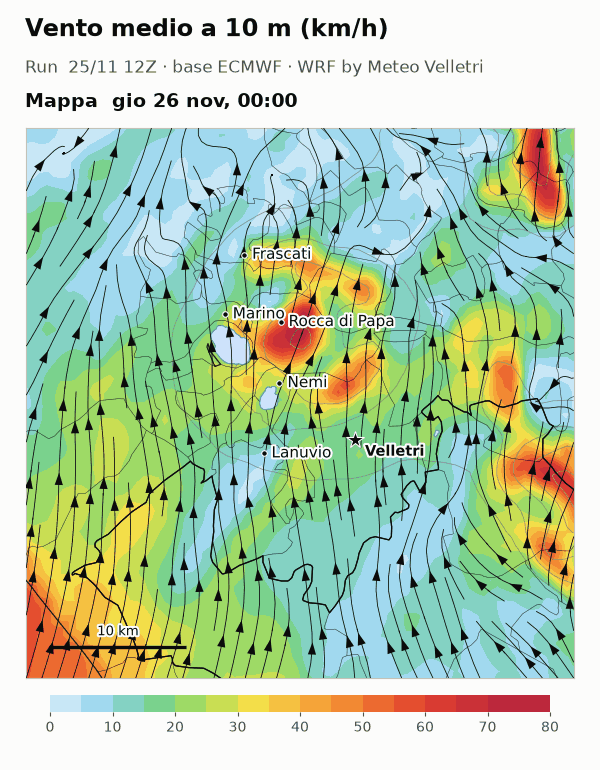 Vento medio a 10 m (km/h)
Run 25/11 12Z · base ECMWF · WRF by Meteo Velletri
Mappa gio 26 nov, 00:00
Frascati
Marino
Rocca di Papa
Nemi
Velletri
Lanuvio
10 km
0 10 20 30 40 50 60 70 80